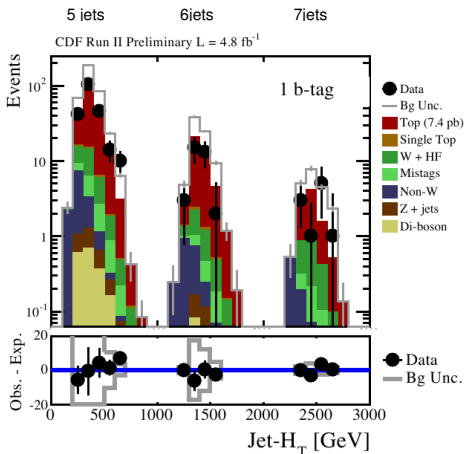 5 jets 6jets 7jets
CDF Run II Preliminary L = 4.8 fb⁻¹
Events
10²
10
1
10⁻¹
1 b-tag
Data
Bg Unc.
Top (7.4 pb)
Single Top
W + HF
Mistags
Non-W
Z + jets
Di-boson
Obs. - Exp.
20
0
-20
Data
Bg Unc.
0 500 1000 1500 2000 2500 3000
Jet-H_T [GeV]